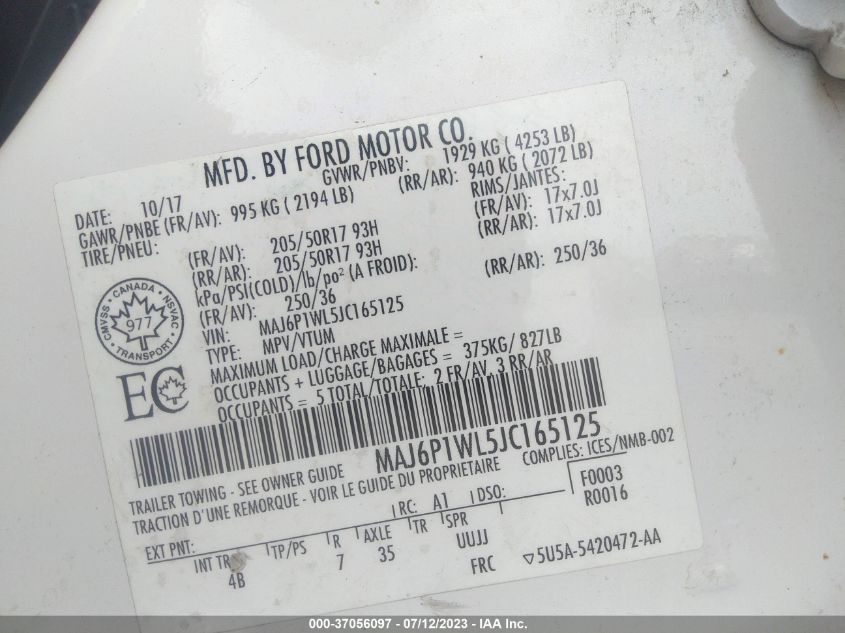 MFD. BY FORD MOTOR CO.
DATE: 10/17 GVWR/PNBV: 1929 KG ( 4253 LB)
GAWR/PNBE (FR/AV): 995 KG ( 2194 LB) (RR/AR): 940 KG ( 2072 LB)
TIRE/PNEU: RIMS/JANTES:
(FR/AV): 205/50R17 93H (FR/AV): 17x7.0J
(RR/AR): 205/50R17 93H (RR/AR): 17x7.0J
kPa/PSI(COLD)/lb/po² (A FROID):
(FR/AV): 250/36 (RR/AR): 250/36
VIN: MAJ6P1WL5JC165125
TYPE: MPV/VTUM
MAXIMUM LOAD/CHARGE MAXIMALE =
OCCUPANTS + LUGGAGE/BAGAGES = 375KG/ 827LB
OCCUPANTS = 5 TOTAL/TOTALE: 2 FR/AV, 3 RR/AR
CANADA
CMVSS 977 NSVAC
TRANSPORT
EC
MAJ6P1WL5JC165125
TRAILER TOWING - SEE OWNER GUIDE COMPLIES: ICES/NMB-002
TRACTION D'UNE REMORQUE - VOIR LE GUIDE DU PROPRIETAIRE
F0003
R0016
RC: A1 DSO:
EXT PNT: INT TR TP/PS R AXLE TR SPR
4B 7 35 UUJJ
FRC ▽5U5A-5420472-AA
000-37056097 - 07/12/2023 - IAA Inc.